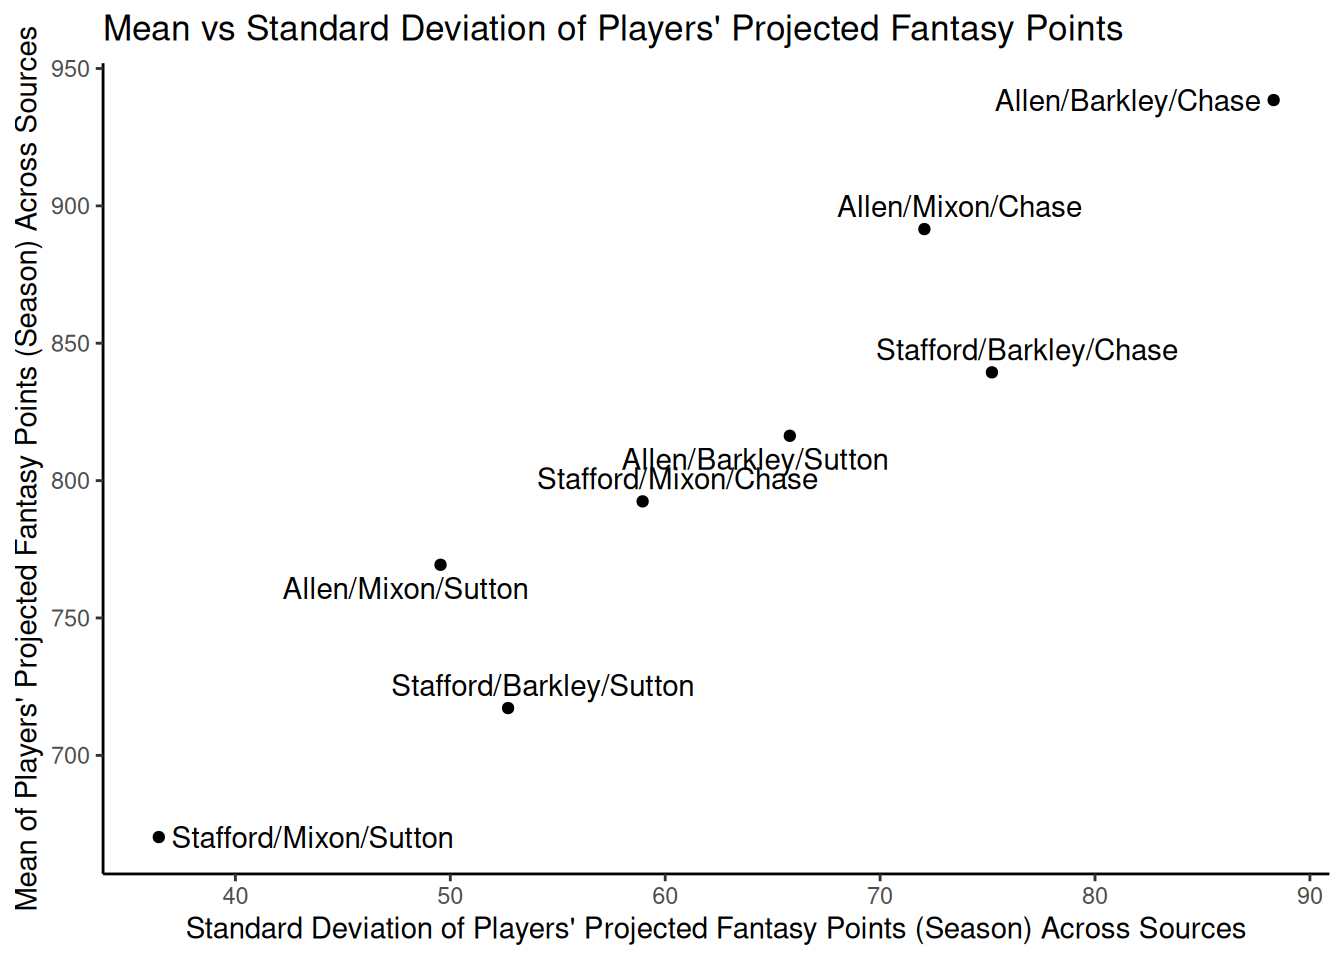 Mean vs Standard Deviation of Players' Projected Fantasy Points
Mean of Players' Projected Fantasy Points (Season) Across Sources
950
900
850
800
750
700
Allen/Barkley/Chase
Allen/Mixon/Chase
Stafford/Barkley/Chase
Allen/Barkley/Sutton
Stafford/Mixon/Chase
Allen/Mixon/Sutton
Stafford/Barkley/Sutton
Stafford/Mixon/Sutton
40 50 60 70 80 90
Standard Deviation of Players' Projected Fantasy Points (Season) Across Sources